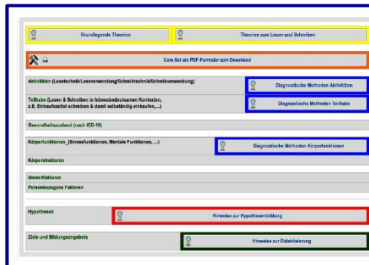 Grundlegende Theorien
Theorien zum Lesen und Schreiben
Core Set als PDF-Formular zum Download
Aktivitäten (Lesetechnik/Leseverwendung/Schreibtechnik/Schreibverwendung)
Diagnostische Methoden Aktivitäten
Teilhabe (Lesen & Schreiben in lebensbedeutsamen Kontexten,
z.B. Einkaufszettel schreiben & damit selbständig einkaufen,...)
Diagnostische Methoden Teilhabe
Gesundheitszustand (nach ICD-10)
Körperfunktionen (Sinnesfunktionen, Mentale Funktionen, ...)
Diagnostische Methoden Körperfunktionen
Körperstrukturen
Umweltfaktoren
Personbezogene Faktoren
Hypothesen
Hinweise zur Hypothesenbildung
Ziele und Bildungsangebote
Hinweise zur Didaktisierung